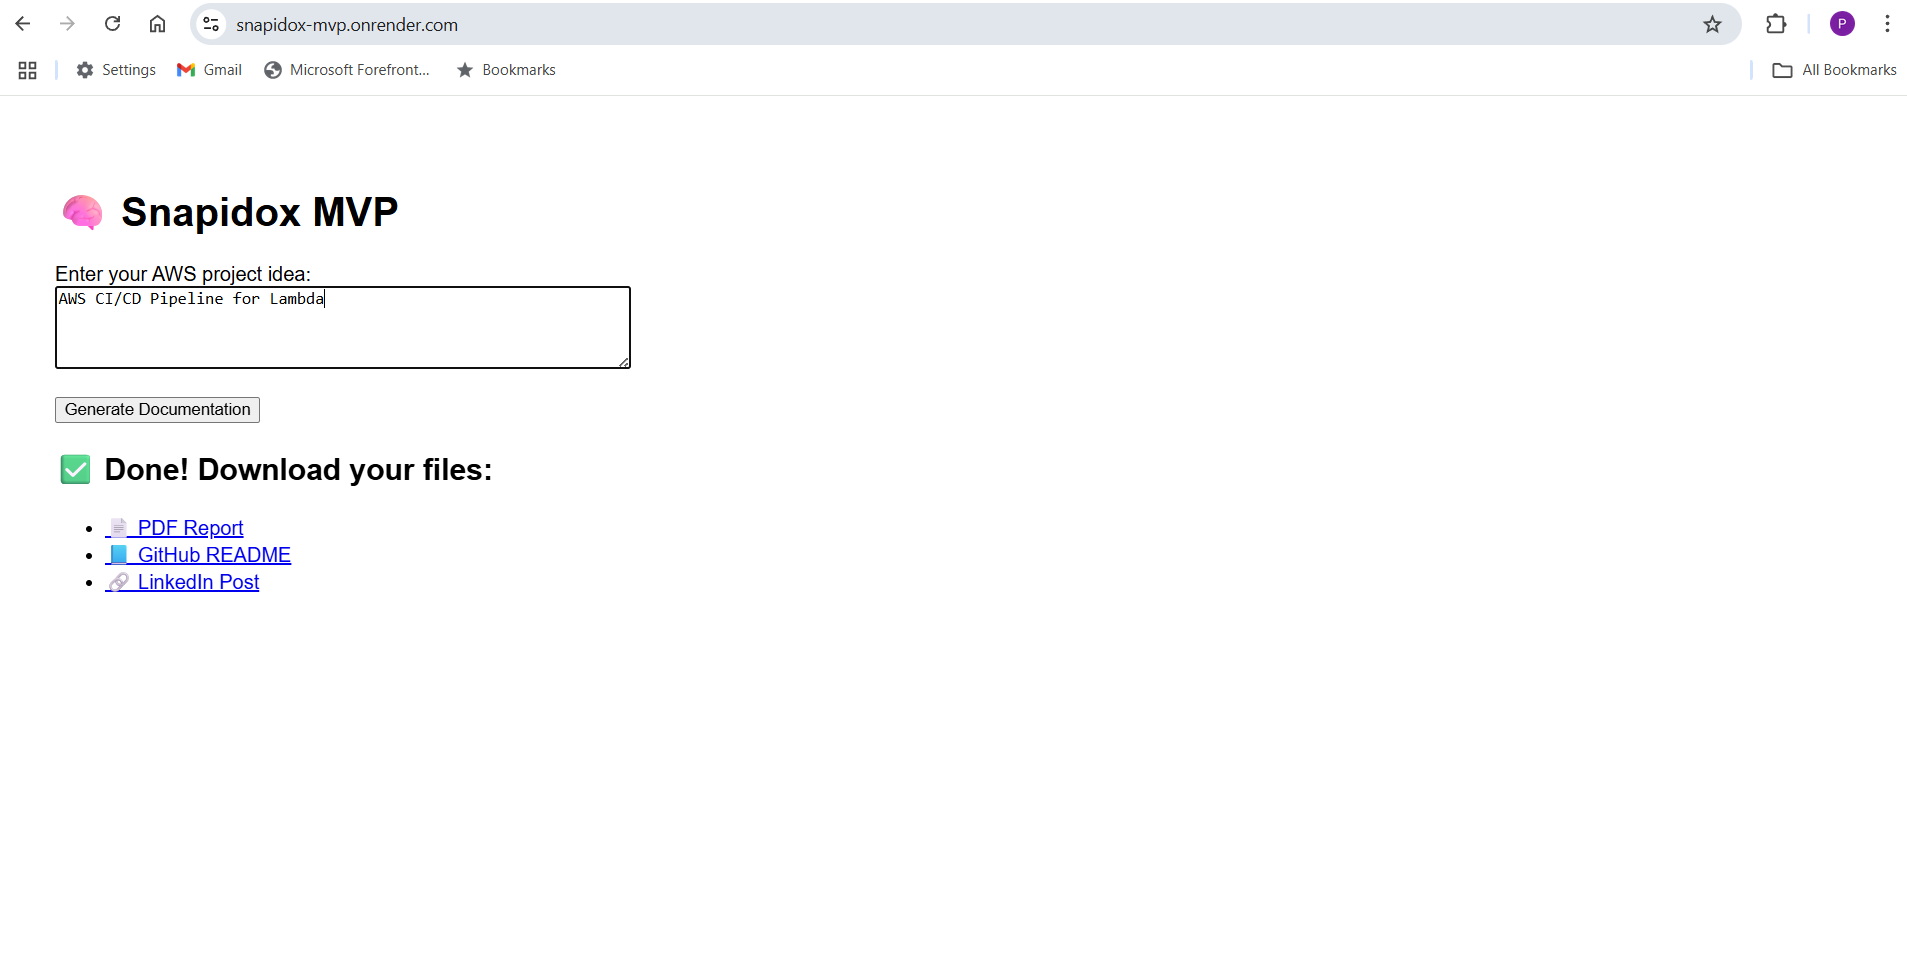 snapidox-mvp.onrender.com
P
Settings
Gmail
Microsoft Forefront...
Bookmarks
All Bookmarks
Snapidox MVP
Enter your AWS project idea:
AWS CI/CD Pipeline for Lambda
Generate Documentation
Done! Download your files:
PDF Report
GitHub README
LinkedIn Post